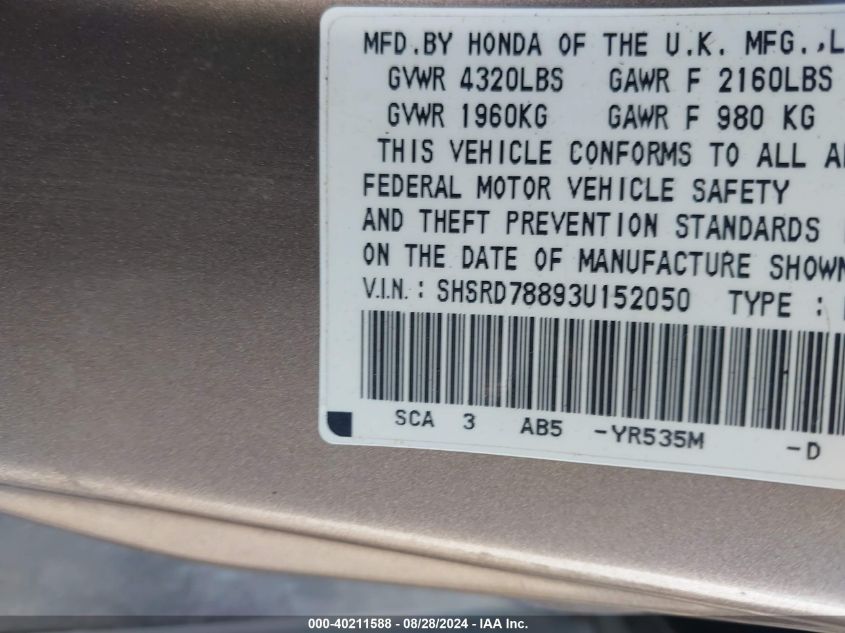 MFD. BY HONDA OF THE U.K. MFG.,L
GVWR 4320LBS GAWR F 2160LBS
GVWR 1960KG GAWR F 980 KG
THIS VEHICLE CONFORMS TO ALL A
FEDERAL MOTOR VEHICLE SAFETY
AND THEFT PREVENTION STANDARDS
ON THE DATE OF MANUFACTURE SHOWN
V.I.N. : SHSRD78893U152050 TYPE :
SCA 3 AB5 -YR535M -D
000-40211588 - 08/28/2024 - IAA Inc.